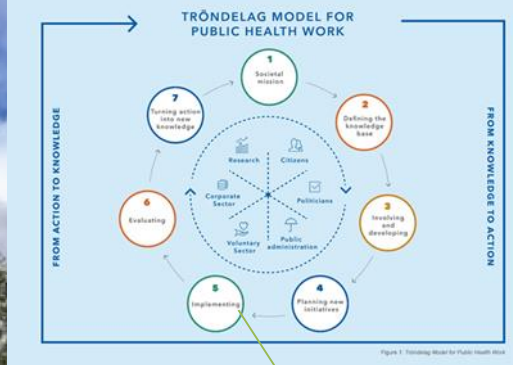 TRÖNDELAG MODEL FOR
PUBLIC HEALTH WORK
1
Societal
mission
2
Defining the
knowledge
base
3
Involving
and
developing
4
Planning new
initiatives
5
Implementing
6
Evaluating
7
Turning action
into new
knowledge
Research
Citizens
Corporate
Sector
Politicians
Voluntary
Sector
Public
administration
FROM ACTION TO KNOWLEDGE
FROM KNOWLEDGE TO ACTION
Figure 1: Tröndelag Model for Public Health Work